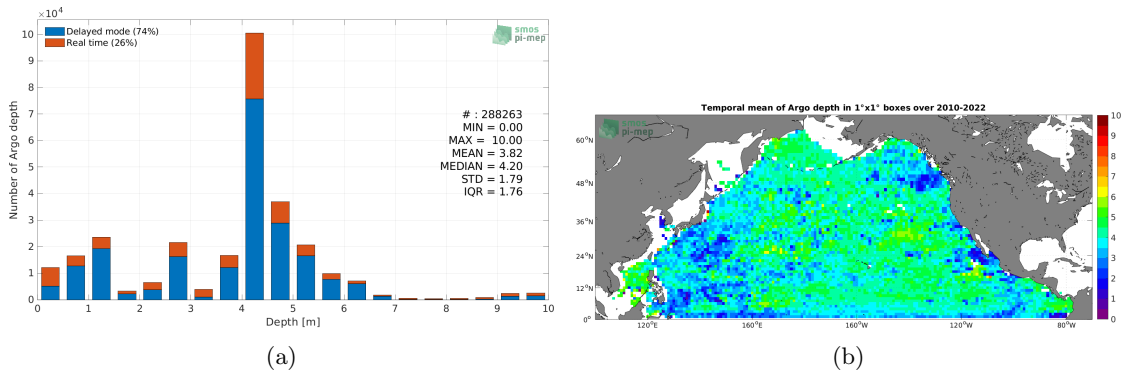 ×10⁴
Delayed mode (74%)
Real time (26%)
smos
pi-mep
10
9
8
7
6
5
4
3
2
1
0
Number of Argo depth
# : 288263
MIN = 0.00
MAX = 10.00
MEAN = 3.82
MEDIAN = 4.20
STD = 1.79
IQR = 1.76
0 1 2 3 4 5 6 7 8 9 10
Depth [m]
(a)
Temporal mean of Argo depth in 1°x1° boxes over 2010-2022
smos
pi-mep
60°N
48°N
36°N
24°N
12°N
0°
120°E 160°E 160°W 120°W 80°W
10
9
8
7
6
5
4
3
2
1
0
(b)